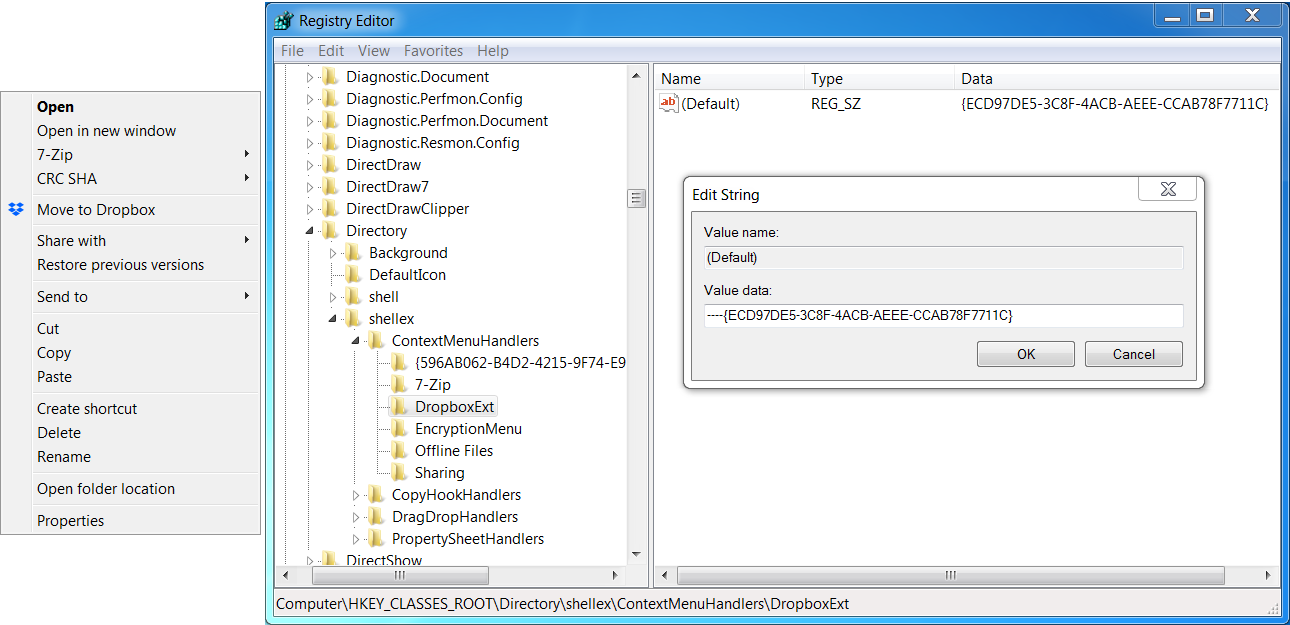 Open
Open in new window
7-Zip
CRC SHA
Move to Dropbox
Share with
Restore previous versions
Send to
Cut
Copy
Paste
Create shortcut
Delete
Rename
Open folder location
Properties
Registry Editor
File Edit View Favorites Help
Diagnostic.Document
Diagnostic.Perfmon.Config
Diagnostic.Perfmon.Document
Diagnostic.Resmon.Config
DirectDraw
DirectDraw7
DirectDrawClipper
Directory
Background
DefaultIcon
shell
shellex
ContextMenuHandlers
{596AB062-B4D2-4215-9F74-E9
7-Zip
DropboxExt
EncryptionMenu
Offline Files
Sharing
CopyHookHandlers
DragDropHandlers
PropertySheetHandlers
DirectShow
Name Type Data
ab (Default) REG_SZ {ECD97DE5-3C8F-4ACB-AEEE-CCAB78F7711C}
Edit String
Value name:
(Default)
Value data:
----{ECD97DE5-3C8F-4ACB-AEEE-CCAB78F7711C}
OK Cancel
Computer\HKEY_CLASSES_ROOT\Directory\shellex\ContextMenuHandlers\DropboxExt